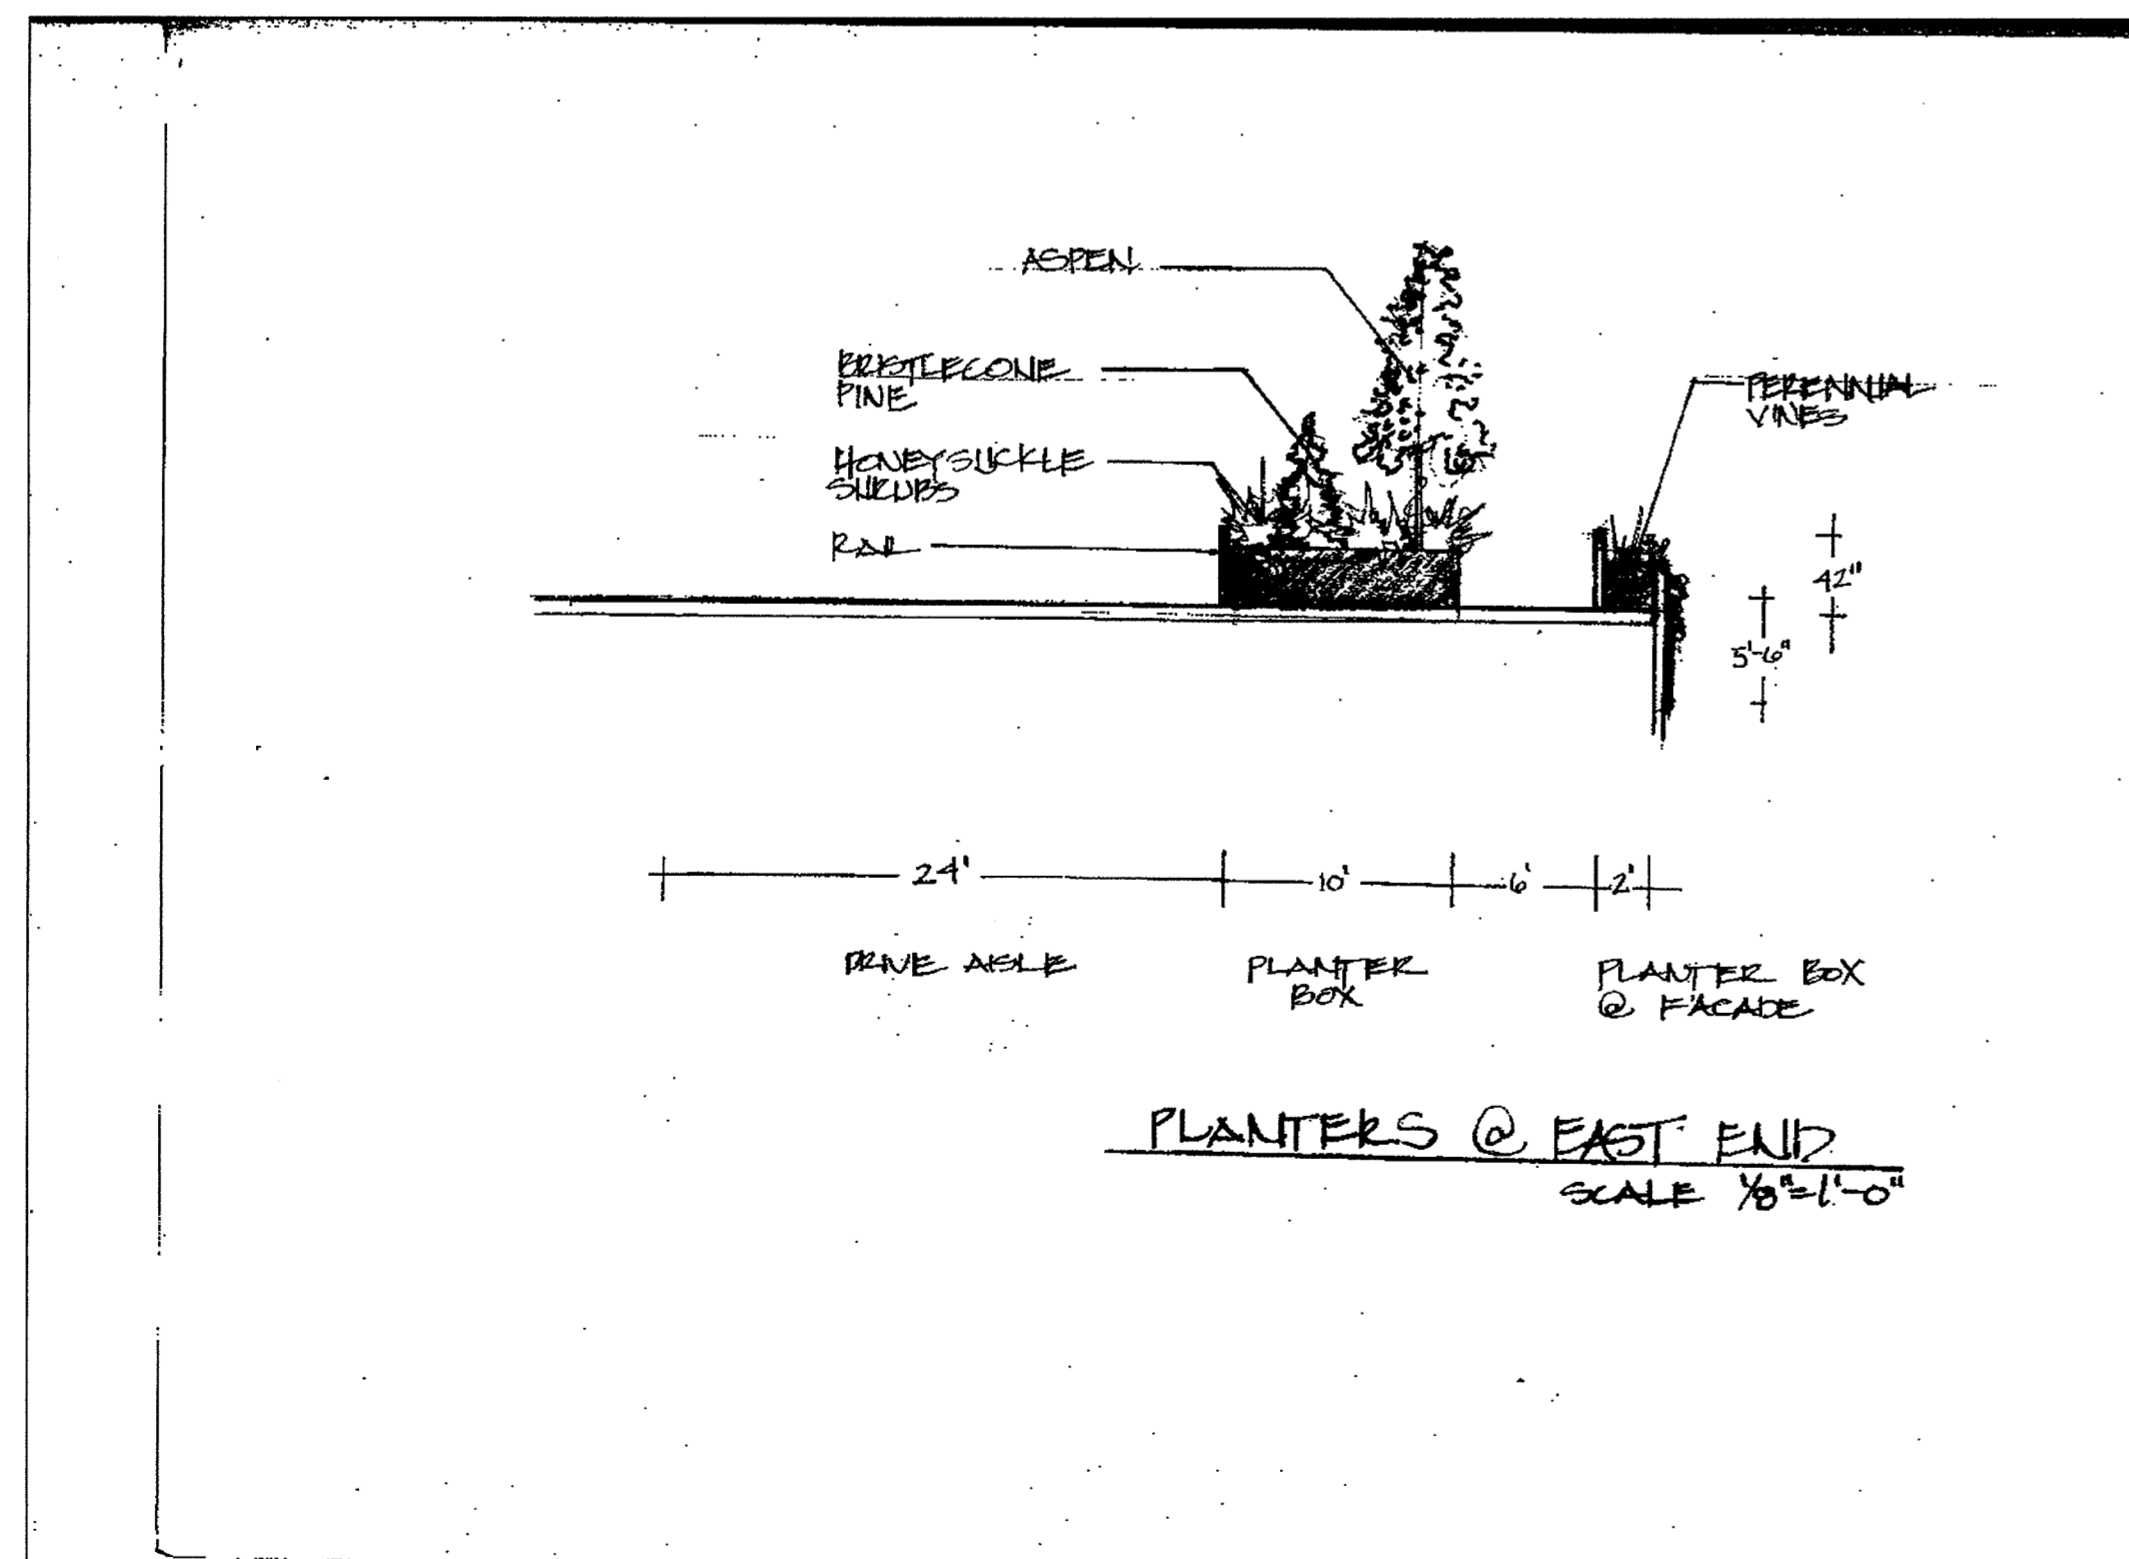 ASPEN
BRISTLECONE
PINE
PERENNIAL
VINES
HONEYSUCKLE
SHRUBS
RAIL
42"
5'-6"
24' 10' 6' 2'
DRIVE AISLE
PLANTER
BOX
PLANTER BOX
@ FACADE
PLANTERS @ EAST END
SCALE 1/8"=1'-0"